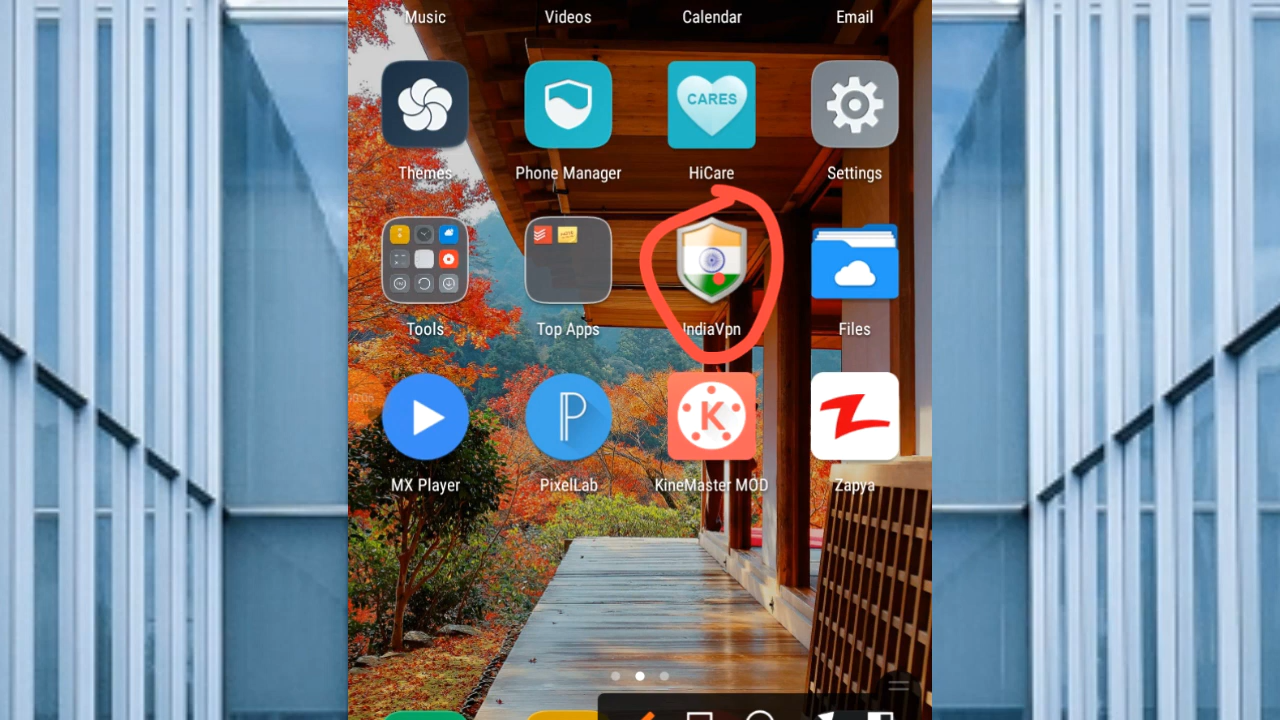 Music Videos Calendar Email
CARES
Themes Phone Manager HiCare Settings
Tools Top Apps IndiaVpn Files
P
K
MX Player PixelLab KineMaster MOD Zapya